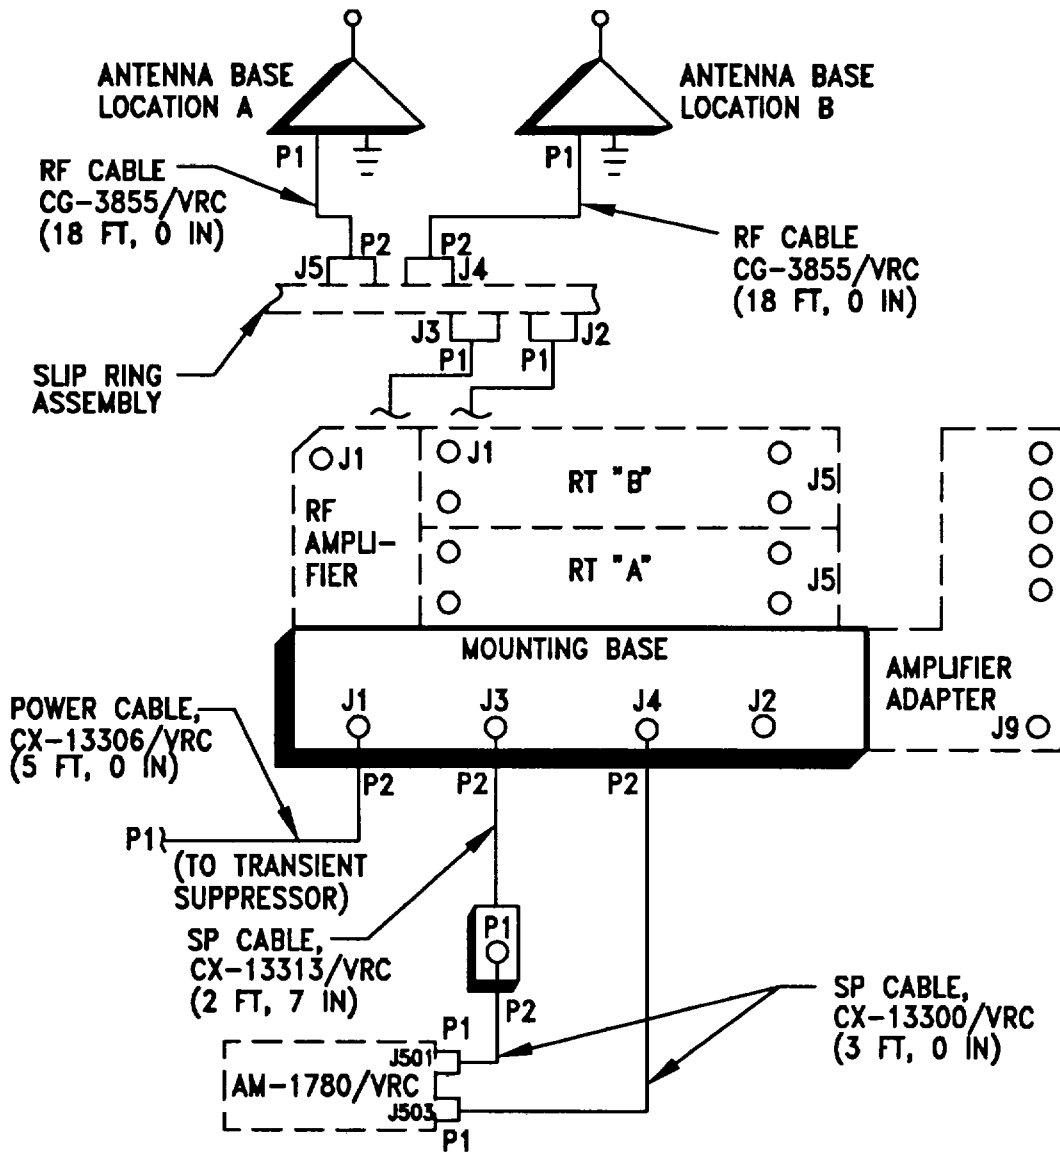 ANTENNA BASE
LOCATION A
ANTENNA BASE
LOCATION B
P1
P1
RF CABLE
CG-3855/VRC
(18 FT, 0 IN)
RF CABLE
CG-3855/VRC
(18 FT, 0 IN)
P2
P2
J5
J4
J3
J2
P1
P1
SLIP RING
ASSEMBLY
J1
RF
AMPLI-
FIER
J1
RT "B"
J5
RT "A"
J5
MOUNTING BASE
J1
J3
J4
J2
AMPLIFIER
ADAPTER
J9
POWER CABLE,
CX-13306/VRC
(5 FT, 0 IN)
P2
P2
P2
P1
(TO TRANSIENT
SUPPRESSOR)
SP CABLE,
CX-13313/VRC
(2 FT, 7 IN)
P1
P2
SP CABLE,
CX-13300/VRC
(3 FT, 0 IN)
P1
J501
AM-1780/VRC
J503
P1